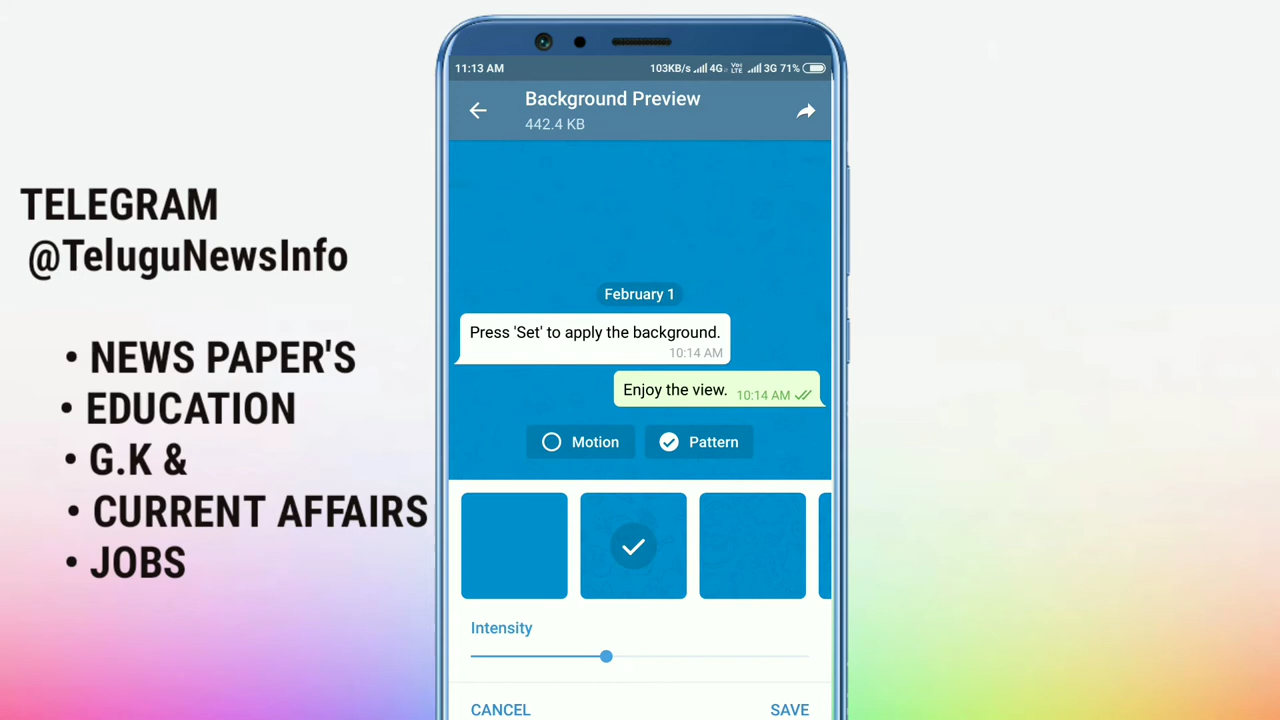 TELEGRAM
@TeluguNewsInfo
• NEWS PAPER'S
• EDUCATION
• G.K &
• CURRENT AFFAIRS
• JOBS
11:13 AM 103KB/s 4G Vo) LTE 3G 71%
Background Preview
442.4 KB
February 1
Press 'Set' to apply the background.
10:14 AM
Enjoy the view. 10:14 AM
Motion Pattern
Intensity
CANCEL SAVE